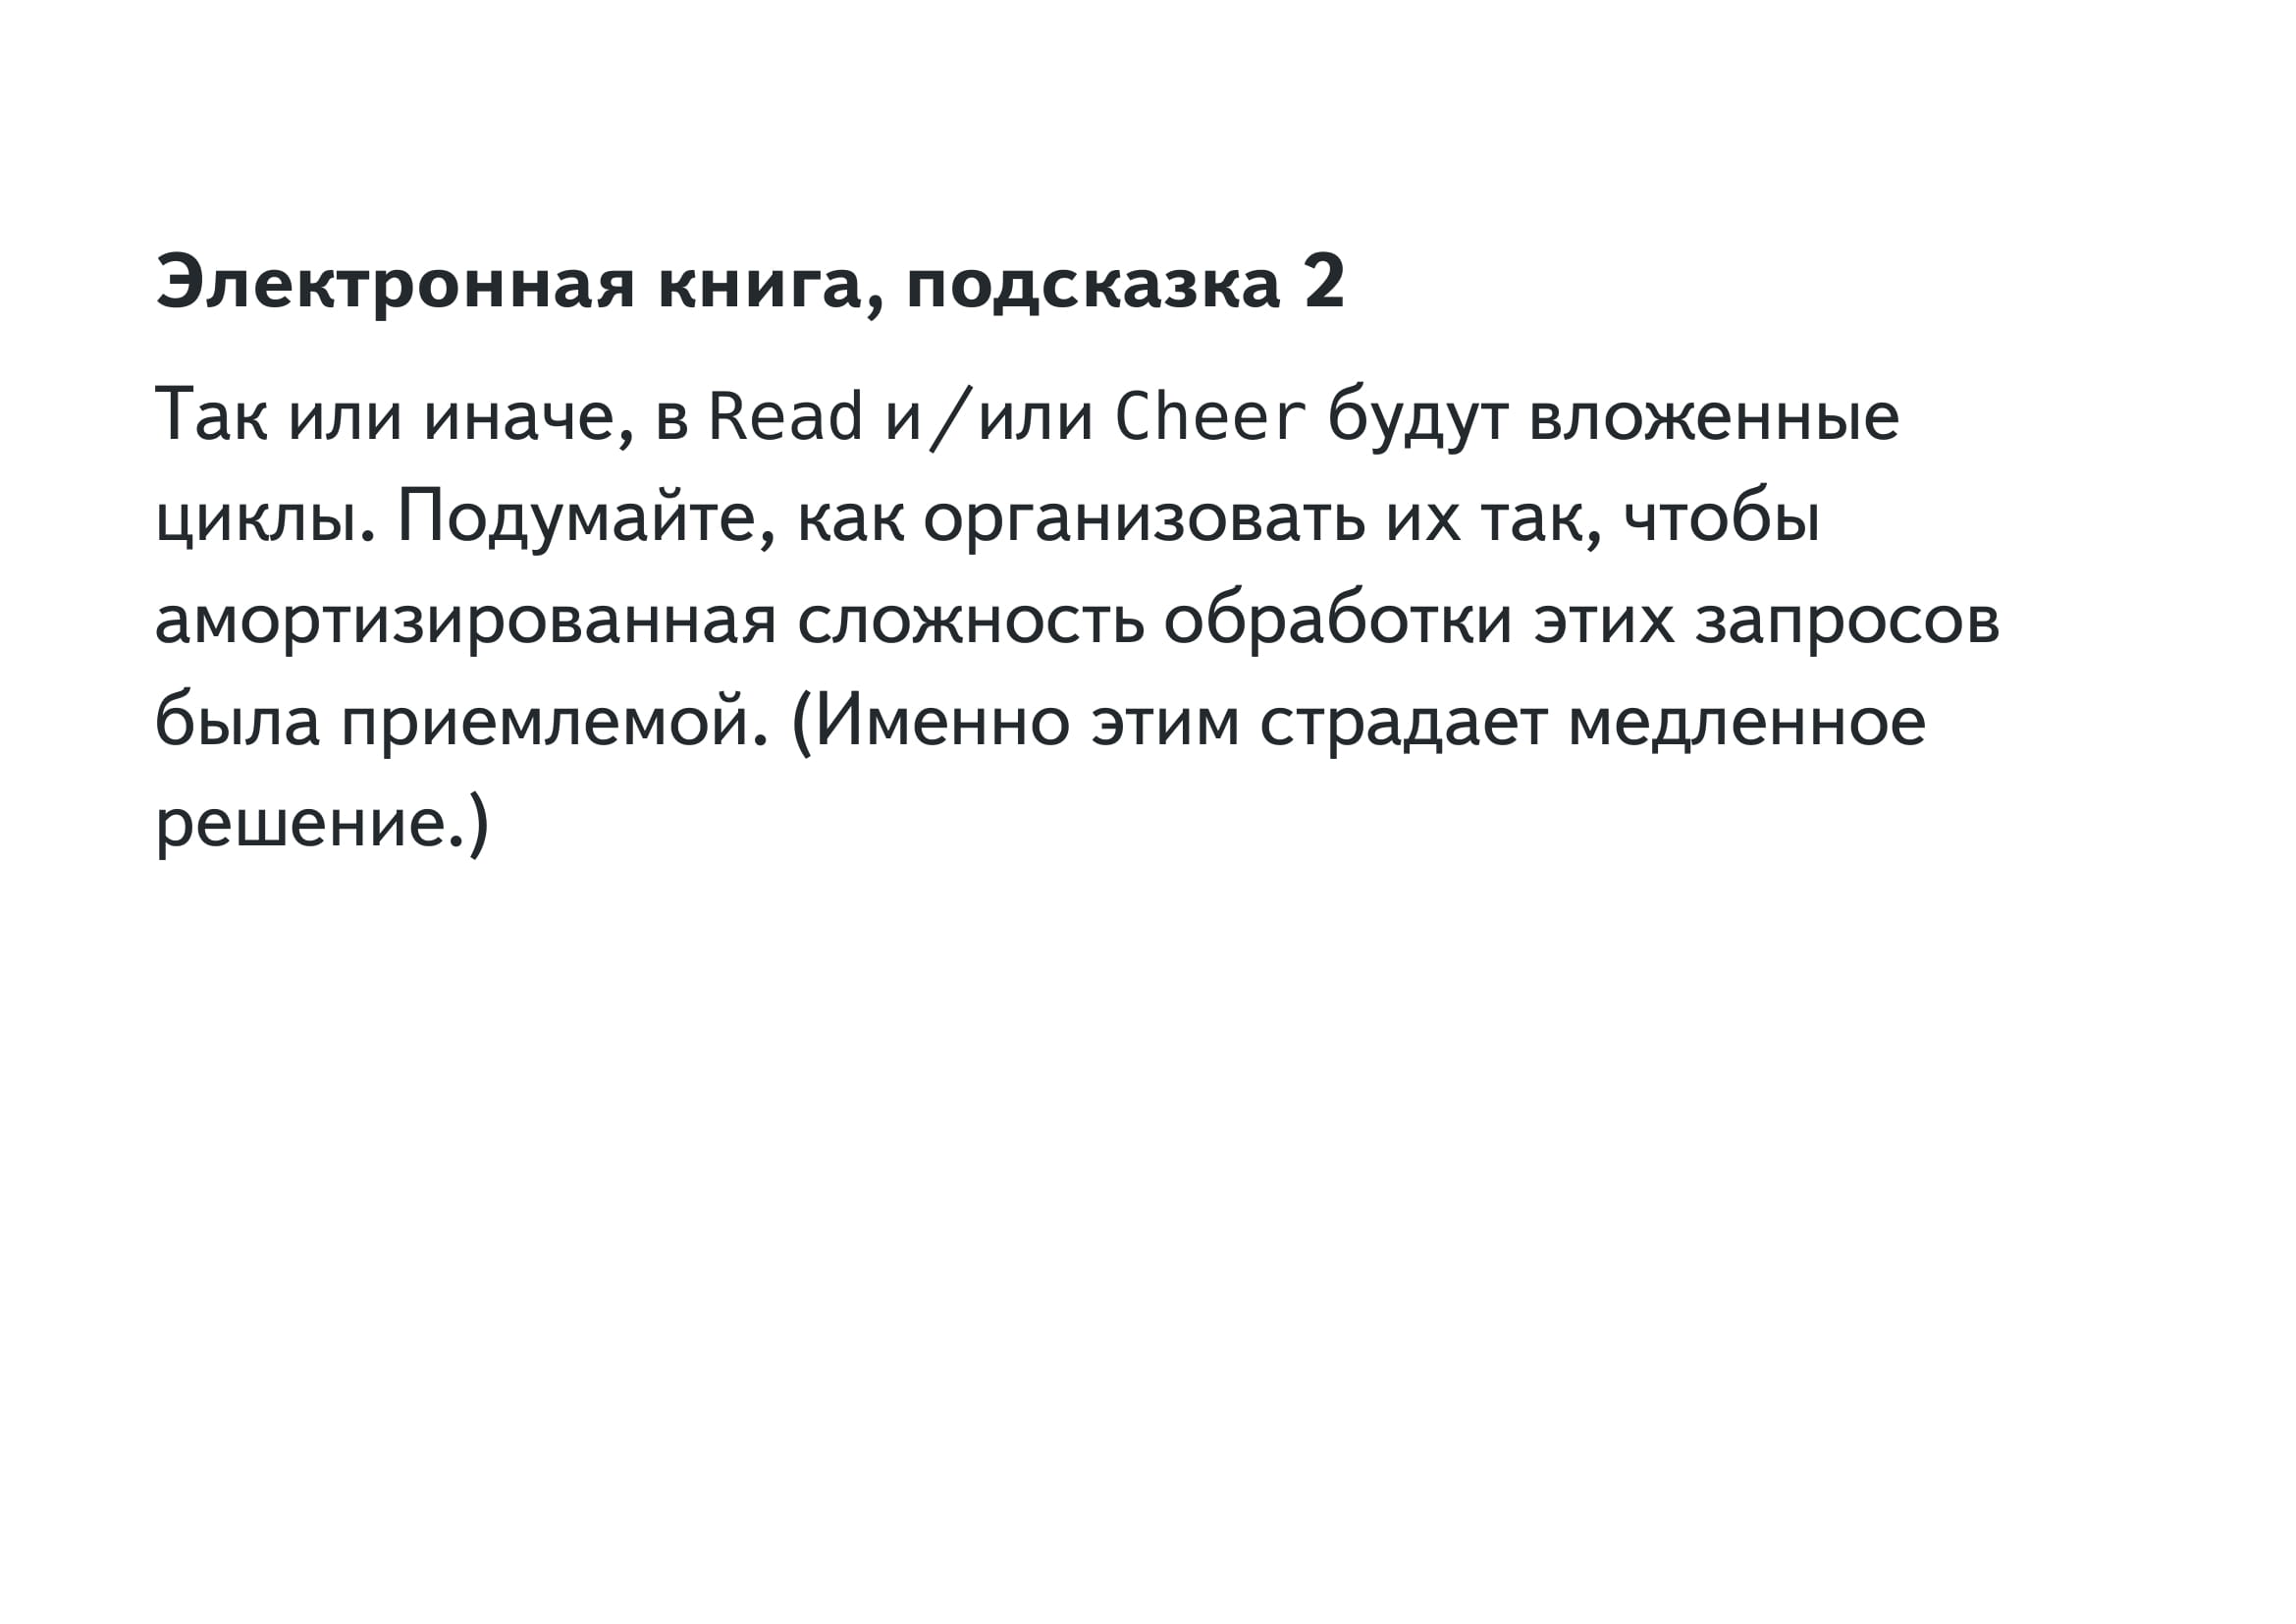 Электронная книга, подсказка 2
Так или иначе, в Read и/или Cheer будут вложенные
циклы. Подумайте, как организовать их так, чтобы
амортизированная сложность обработки этих запросов
была приемлемой. (Именно этим страдает медленное
решение.)